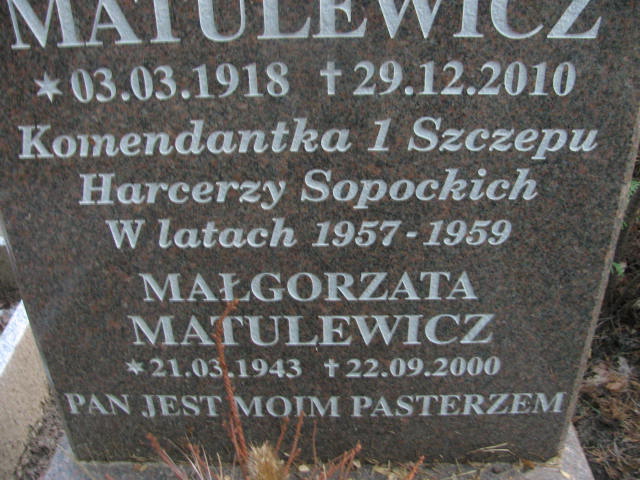 MATULEWICZ
*03.03.1918 †29.12.2010
Komendantka 1 Szczepu
Harcerzy Sopockich
W latach 1957-1959
MAŁGORZATA
MATULEWICZ
*21.03.1943 †22.09.2000
PAN JEST MOIM PASTERZEM